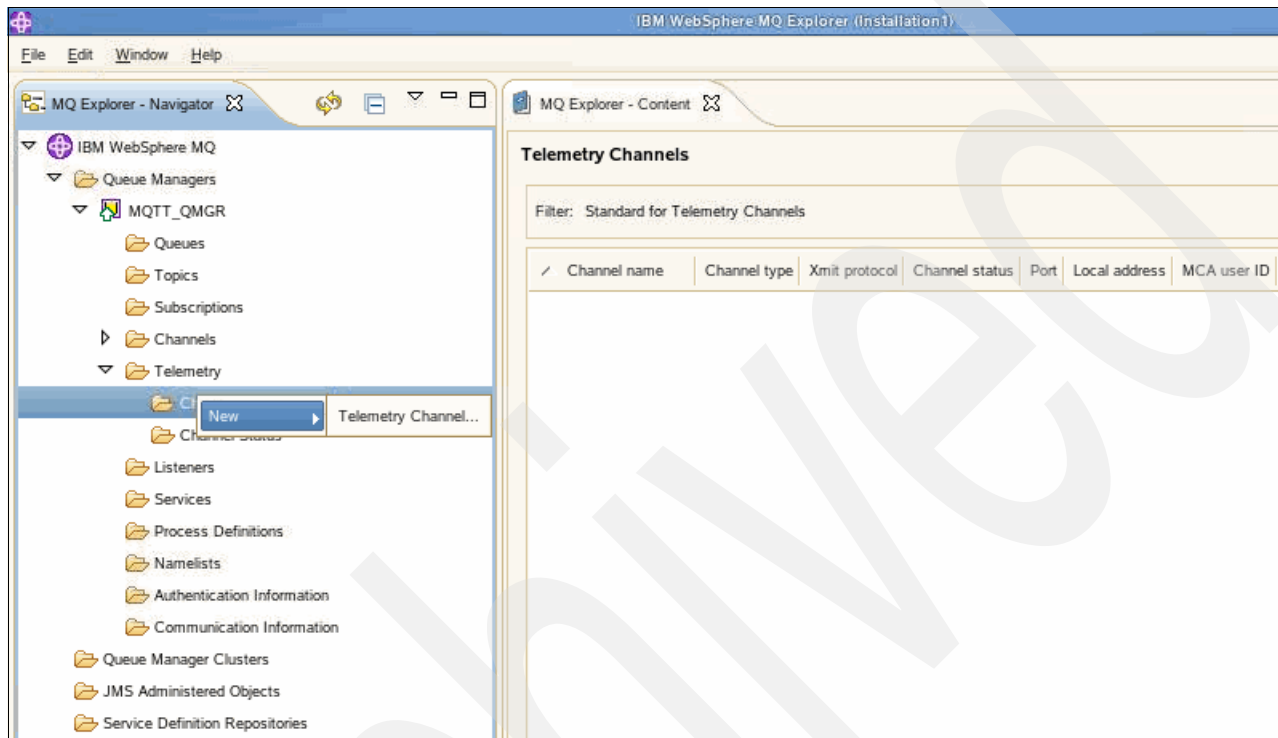 IBM WebSphere MQ Explorer (Installation1)
File Edit Window Help
MQ Explorer - Navigator
MQ Explorer - Content
IBM WebSphere MQ
Queue Managers
MQTT_QMGR
Queues
Topics
Subscriptions
Channels
Telemetry
New
Telemetry Channel...
Channel Status
Listeners
Services
Process Definitions
Namelists
Authentication Information
Communication Information
Queue Manager Clusters
JMS Administered Objects
Service Definition Repositories
Telemetry Channels
Filter: Standard for Telemetry Channels
Channel name Channel type Xmit protocol Channel status Port Local address MCA user ID